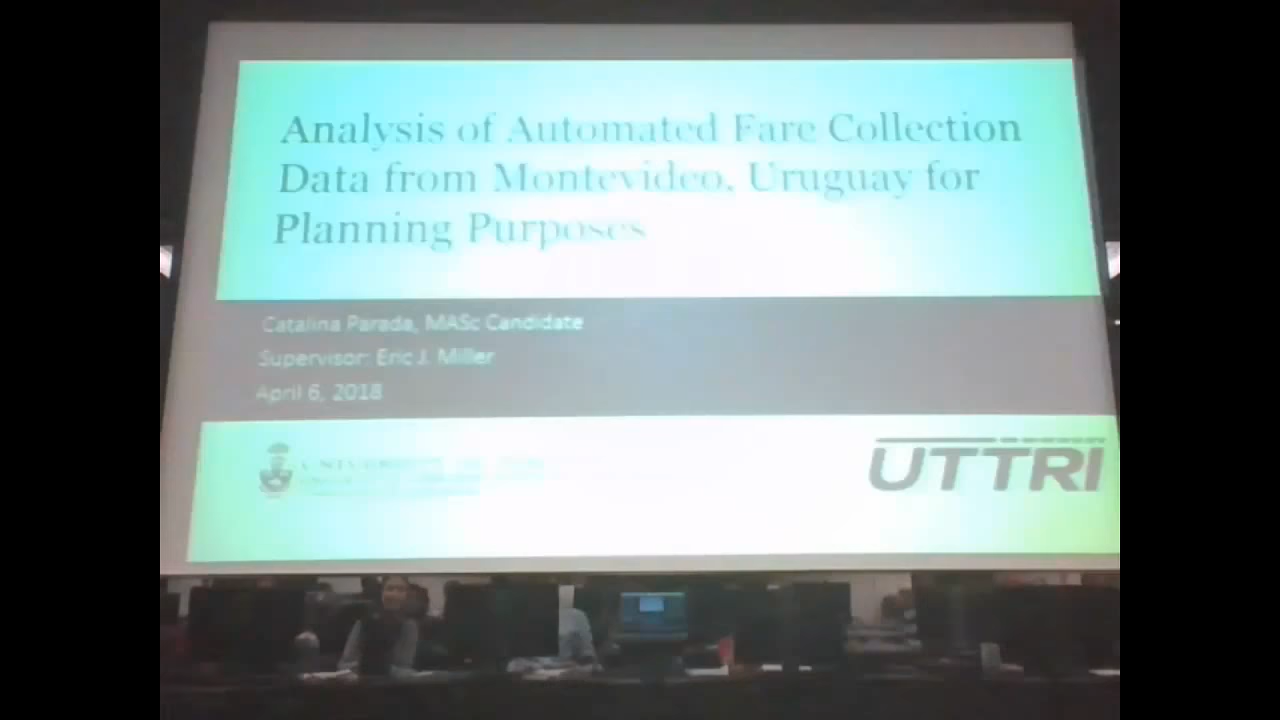 Analysis of Automated Fare Collection
Data from Montevideo, Uruguay for
Planning Purposes
Catalina Parada, MASc Candidate
Supervisor: Eric J. Miller
April 6, 2018
UTTRI